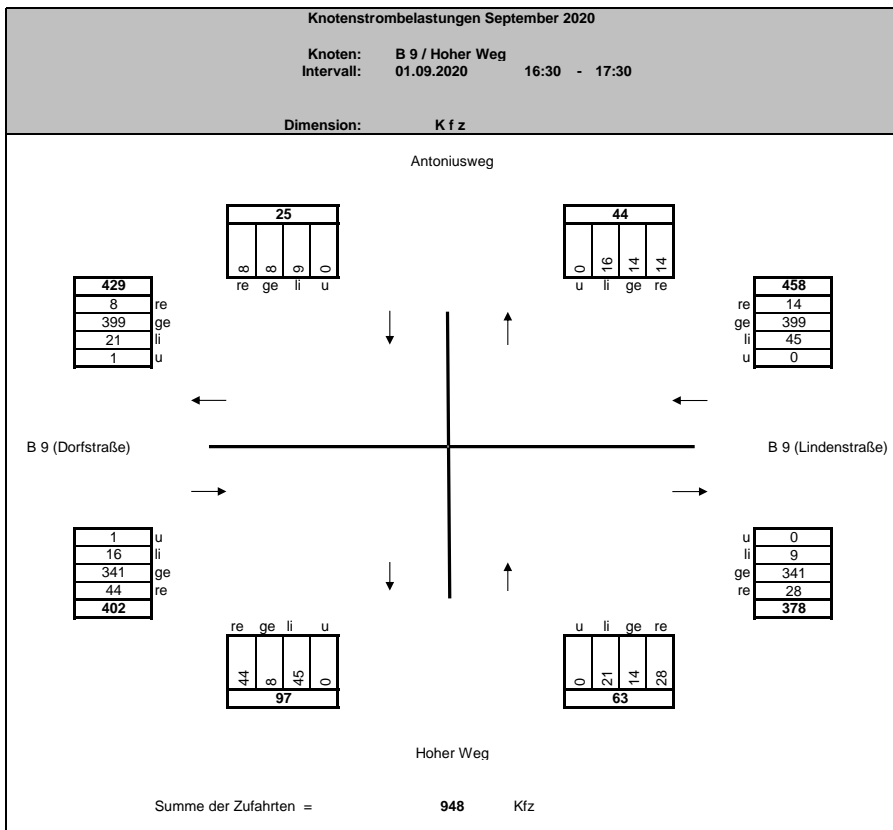 Knotenstrombelastungen September 2020
Knoten: B 9 / Hoher Weg
Intervall: 01.09.2020 16:30 - 17:30
Dimension: K f z
Antoniusweg
25
8 8 9 0
re ge li u
44
0 16 14 14
u li ge re
429
8 re
399 ge
21 li
1 u
458
re 14
ge 399
li 45
u 0
B 9 (Dorfstraße)
B 9 (Lindenstraße)
1 u
16 li
341 ge
44 re
402
u 0
li 9
ge 341
re 28
378
re ge li u
44 8 45 0
97
u li ge re
0 21 14 28
63
Hoher Weg
Summe der Zufahrten = 948 Kfz